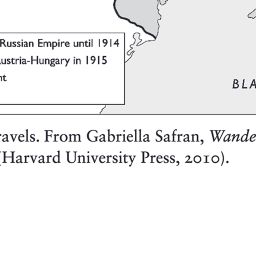 Russian Empire until 1914
ustria-Hungary in 1915
nt
BLA
ravels. From Gabriella Safran, Wande
(Harvard University Press, 2010).